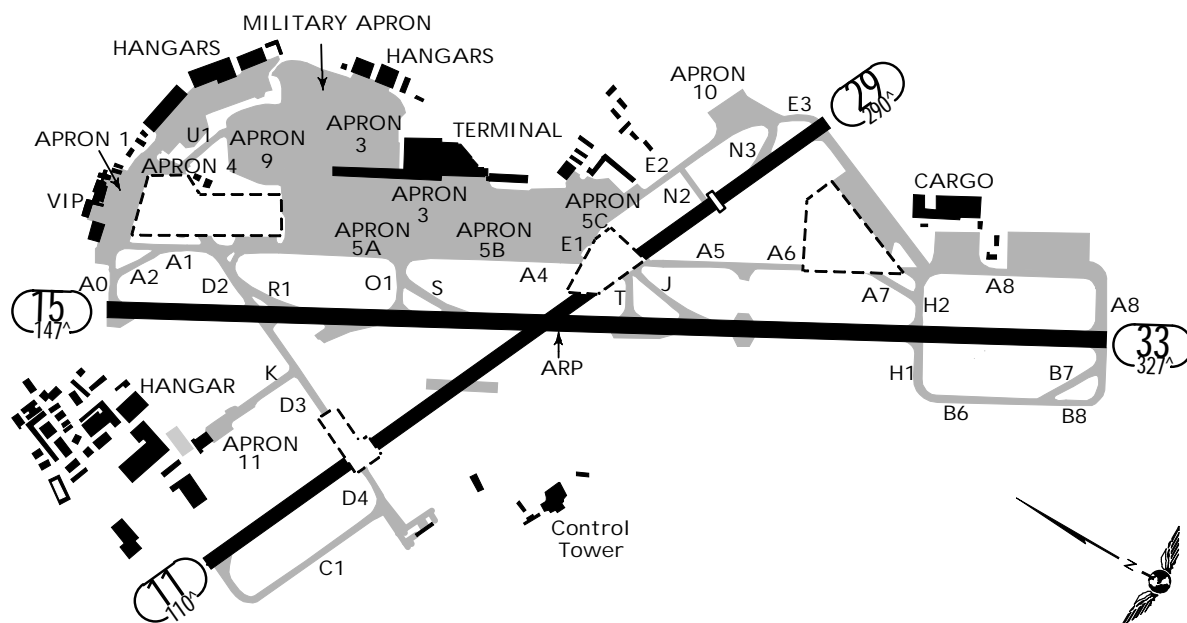 MILITARY APRON
HANGARS
HANGARS
APRON
10
E3
29
290^
APRON 1
U1
APRON
9
APRON
3
TERMINAL
N3
APRON 4
E2
VIP
APRON
3
N2
APRON
5C
CARGO
APRON
5A
APRON
5B
E1
A0
A2
A1
D2
R1
O1
S
A4
T
J
A5
A6
A7
H2
A8
A8
15
147^
33
327^
ARP
HANGAR
K
D3
H1
B7
B6
B8
APRON
11
D4
Control
Tower
C1
11
110^
N